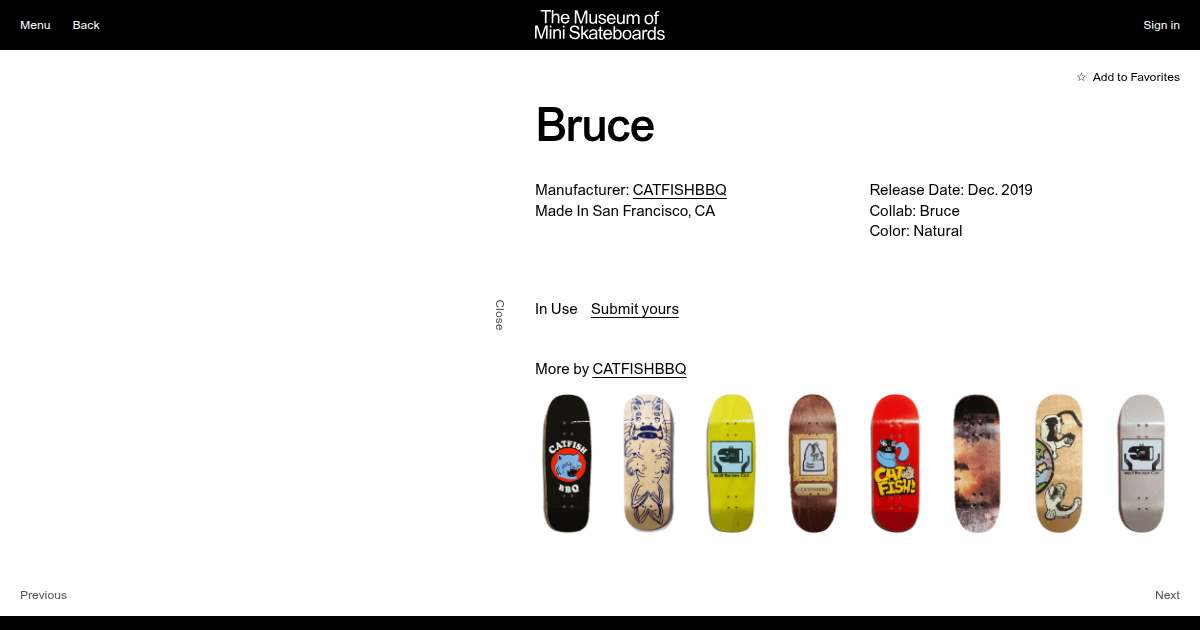 Menu
Back
The Museum of
Mini Skateboards
Sign in
☆ Add to Favorites
Bruce
Manufacturer: CATFISHBBQ
Made In San Francisco, CA
Release Date: Dec. 2019
Collab: Bruce
Color: Natural
Close
In Use Submit yours
More by CATFISHBBQ
CATFISH
BBQ
CAT
FISH!
Previous
Next